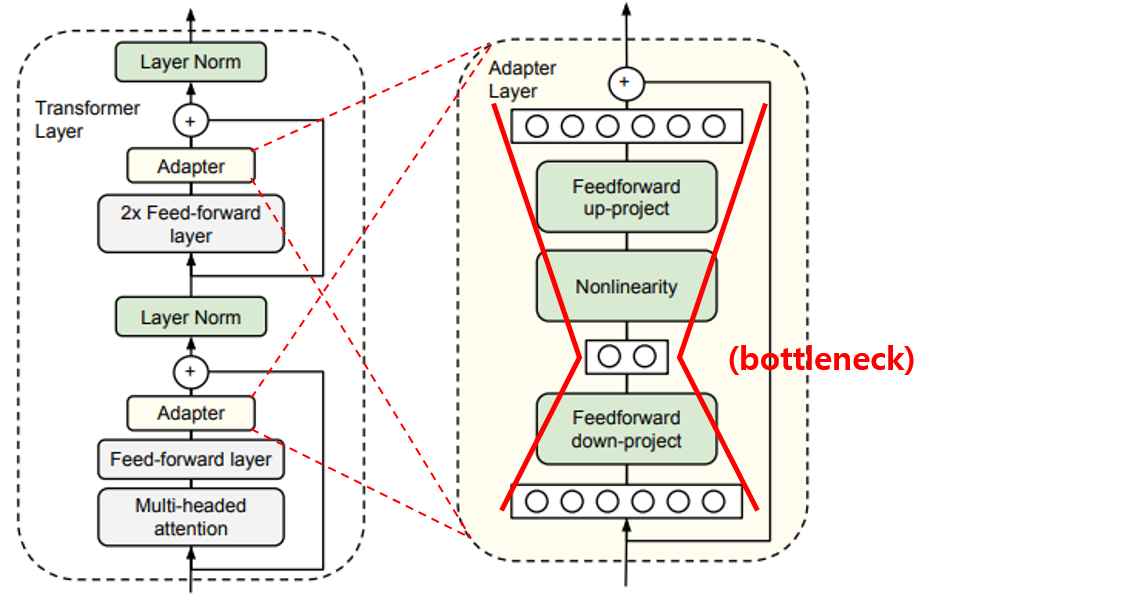 Layer Norm
Transformer
Layer
+
Adapter
2x Feed-forward
layer
Layer Norm
+
Adapter
Feed-forward layer
Multi-headed
attention
Adapter
Layer
+
Feedforward
up-project
Nonlinearity
(bottleneck)
Feedforward
down-project